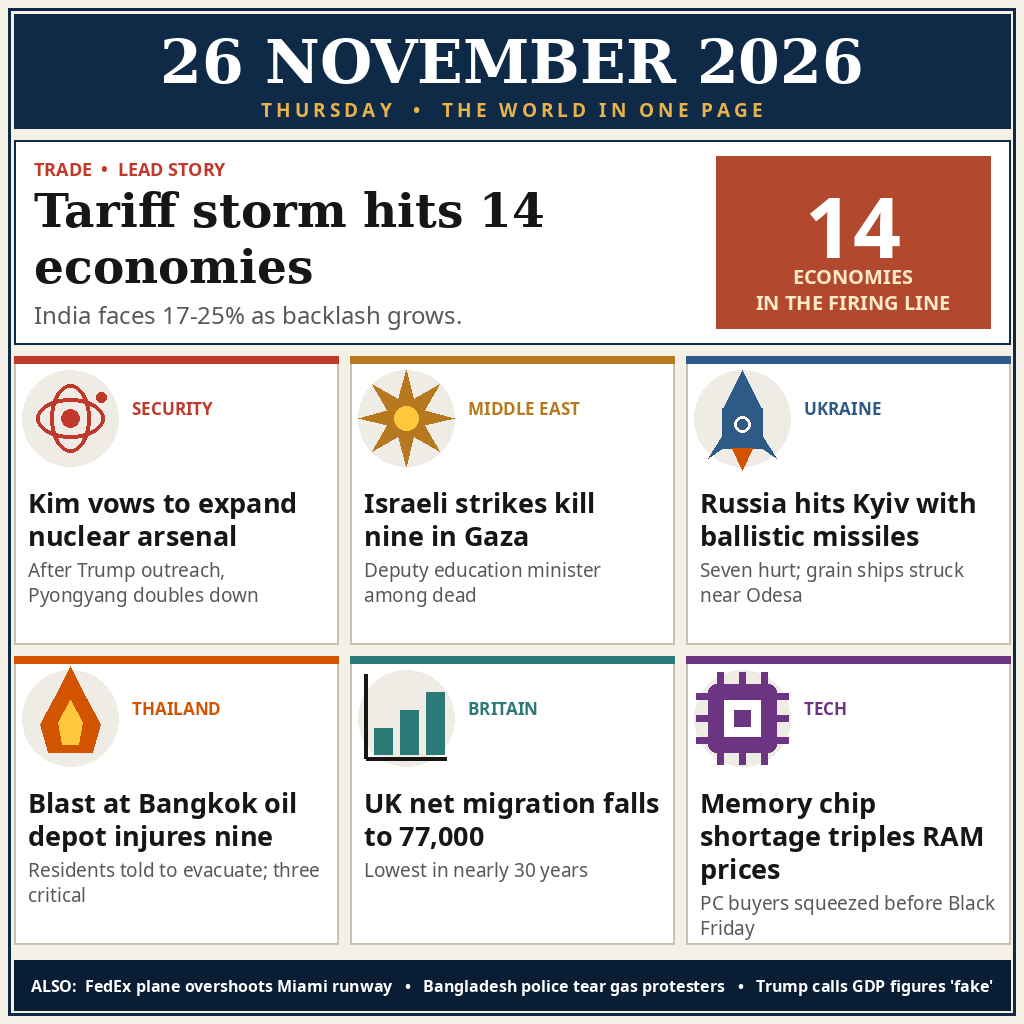 26 NOVEMBER 2026
THURSDAY • THE WORLD IN ONE PAGE
TRADE • LEAD STORY
Tariff storm hits 14
economies
India faces 17-25% as backlash grows.
14
ECONOMIES
IN THE FIRING LINE
SECURITY
Kim vows to expand
nuclear arsenal
After Trump outreach,
Pyongyang doubles down
MIDDLE EAST
Israeli strikes kill
nine in Gaza
Deputy education minister
among dead
UKRAINE
Russia hits Kyiv with
ballistic missiles
Seven hurt; grain ships struck
near Odesa
THAILAND
Blast at Bangkok oil
depot injures nine
Residents told to evacuate; three
critical
BRITAIN
UK net migration falls
to 77,000
Lowest in nearly 30 years
TECH
Memory chip
shortage triples RAM
prices
PC buyers squeezed before Black
Friday
ALSO: FedEx plane overshoots Miami runway • Bangladesh police tear gas protesters • Trump calls GDP figures 'fake'